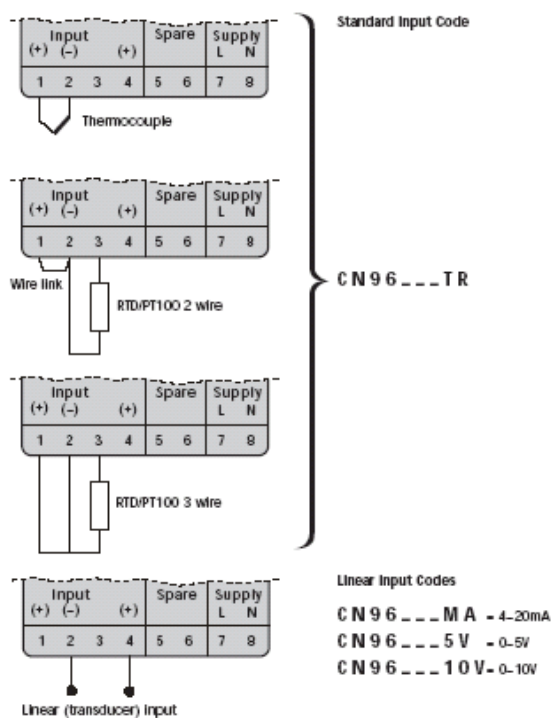 Standard Input Code
Input Spare Supply
(+) (–) (+) L N
1 2 3 4 5 6 7 8
Thermocouple
Input Spare Supply
(+) (–) (+) L N
1 2 3 4 5 6 7 8
Wire link
RTD/PT100 2 wire
CN96___TR
Input Spare Supply
(+) (–) (+) L N
1 2 3 4 5 6 7 8
RTD/PT100 3 wire
Linear Input Codes
Input Spare Supply
(+) (–) (+) L N
1 2 3 4 5 6 7 8
CN96___MA - 4–20mA
CN96___5V - 0–5V
CN96___10V - 0–10V
Linear (transducer) Input